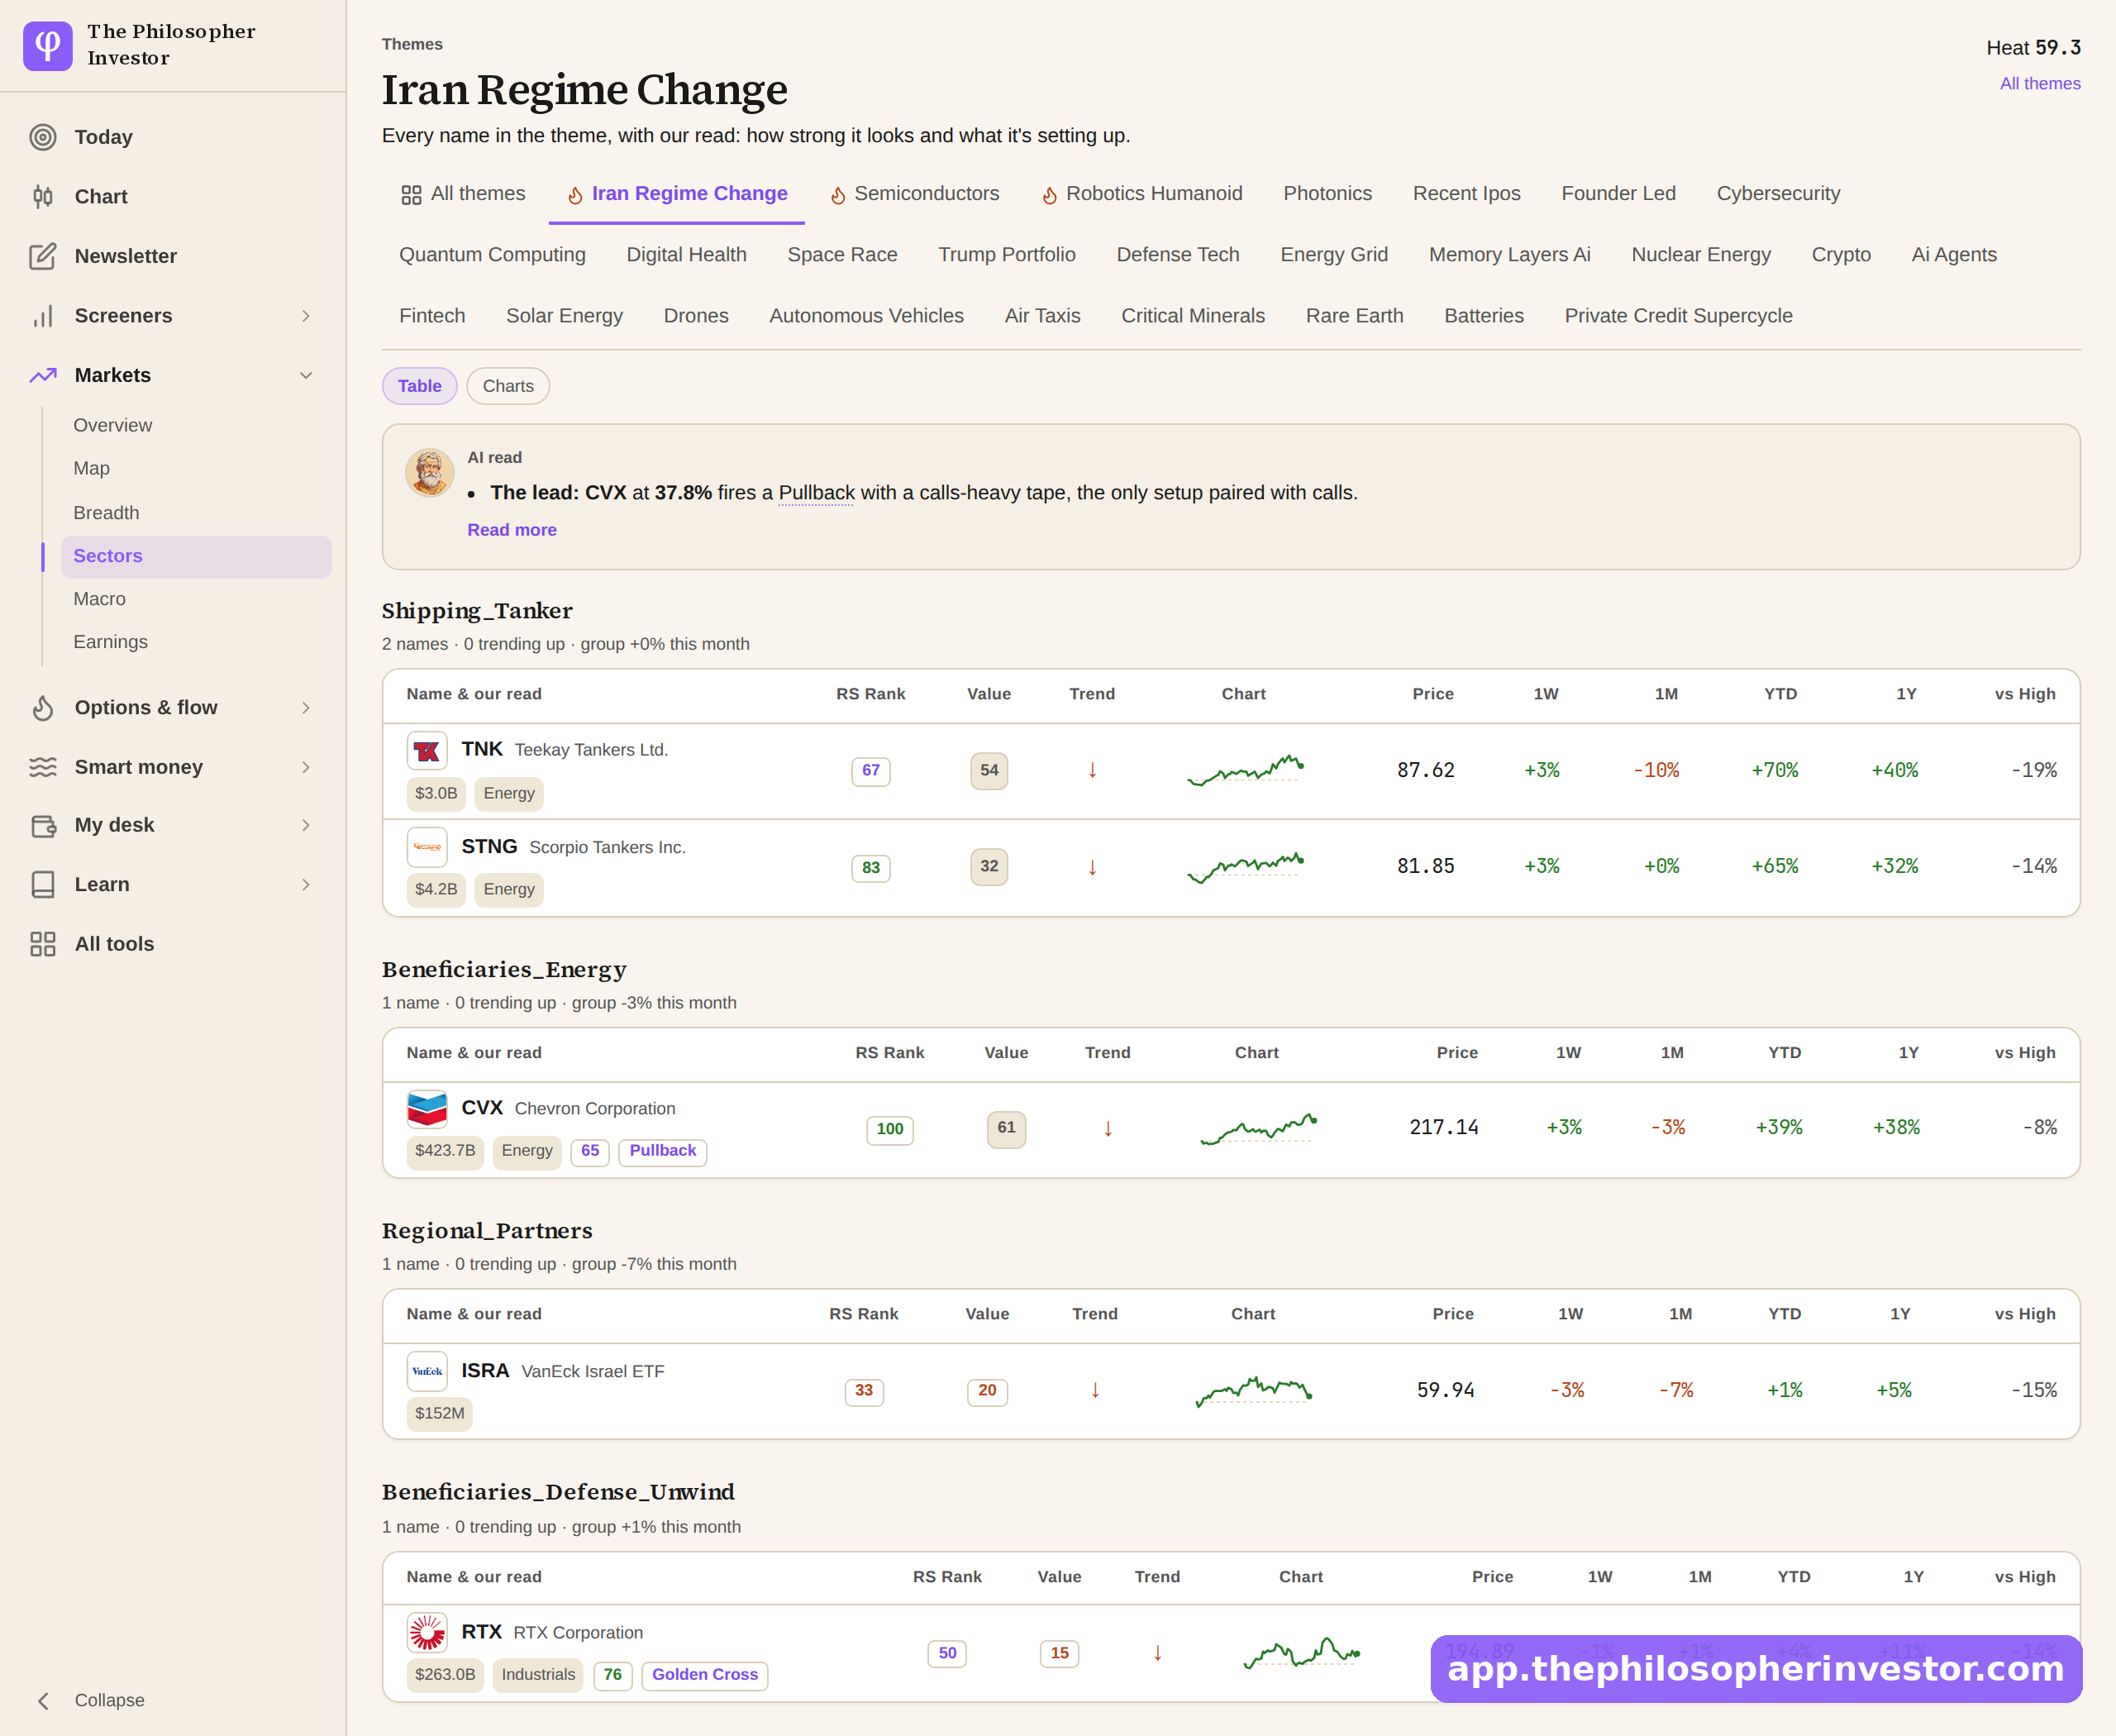 φ
The Philosopher
Investor
Today
Chart
Newsletter
Screeners
Markets
Overview
Map
Breadth
Sectors
Macro
Earnings
Options & flow
Smart money
My desk
Learn
All tools
Collapse
Themes
Heat 59.3
Iran Regime Change
All themes
Every name in the theme, with our read: how strong it looks and what it's setting up.
All themes Iran Regime Change Semiconductors Robotics Humanoid Photonics Recent Ipos Founder Led Cybersecurity
Quantum Computing Digital Health Space Race Trump Portfolio Defense Tech Energy Grid Memory Layers Ai Nuclear Energy Crypto Ai Agents
Fintech Solar Energy Drones Autonomous Vehicles Air Taxis Critical Minerals Rare Earth Batteries Private Credit Supercycle
Table Charts
AI read
• The lead: CVX at 37.8% fires a Pullback with a calls-heavy tape, the only setup paired with calls.
Read more
Shipping_Tanker
2 names · 0 trending up · group +0% this month
Name & our read RS Rank Value Trend Chart Price 1W 1M YTD 1Y vs High
TK TNK Teekay Tankers Ltd. 67 54 ↓ 87.62 +3% -10% +70% +40% -19%
$3.0B Energy
STNG Scorpio Tankers Inc. 83 32 ↓ 81.85 +3% +0% +65% +32% -14%
$4.2B Energy
Beneficiaries_Energy
1 name · 0 trending up · group -3% this month
Name & our read RS Rank Value Trend Chart Price 1W 1M YTD 1Y vs High
CVX Chevron Corporation 100 61 ↓ 217.14 +3% -3% +39% +38% -8%
$423.7B Energy 65 Pullback
Regional_Partners
1 name · 0 trending up · group -7% this month
Name & our read RS Rank Value Trend Chart Price 1W 1M YTD 1Y vs High
VanEck ISRA VanEck Israel ETF 33 20 ↓ 59.94 -3% -7% +1% +5% -15%
$152M
Beneficiaries_Defense_Unwind
1 name · 0 trending up · group +1% this month
Name & our read RS Rank Value Trend Chart Price 1W 1M YTD 1Y vs High
RTX RTX Corporation 50 15 ↓ 194.89 -1% +1% +4% +11% -14%
$263.0B Industrials 76 Golden Cross
app.thephilosopherinvestor.com